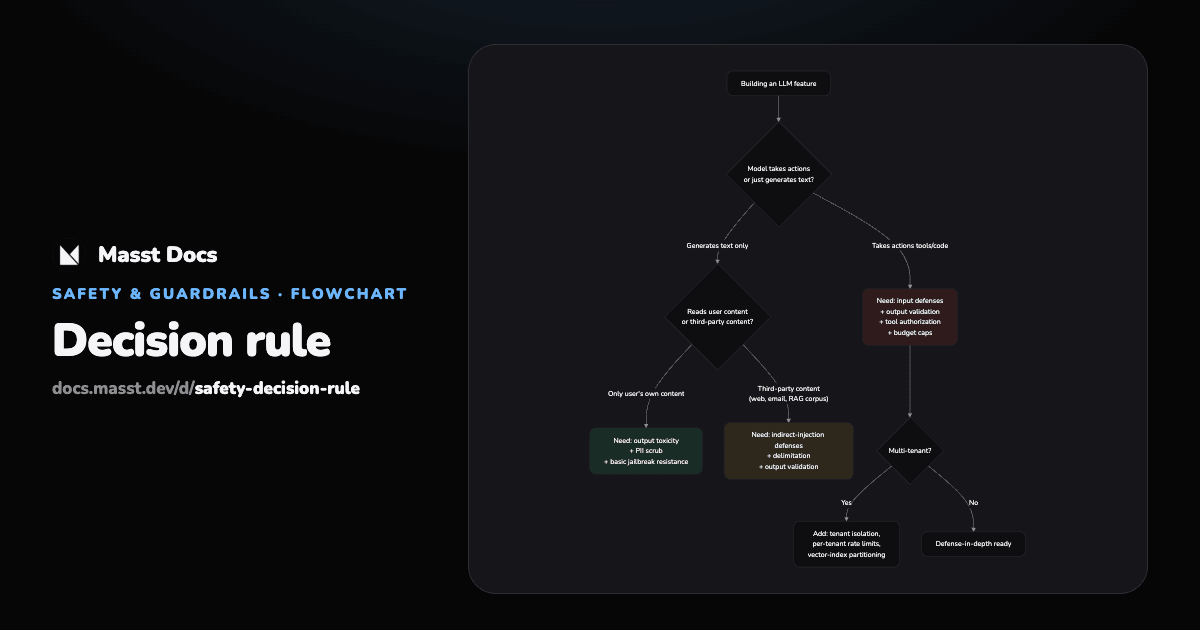 Masst Docs
SAFETY & GUARDRAILS · FLOWCHART
Decision rule
docs.masst.dev/d/safety-decision-rule
Building an LLM feature
Model takes actions
or just generates text?
Generates text only
Takes actions tools/code
Reads user content
or third-party content?
Need: input defenses
+ output validation
+ tool authorization
+ budget caps
Only user's own content
Third-party content
(web, email, RAG corpus)
Need: output toxicity
+ PII scrub
+ basic jailbreak resistance
Need: indirect-injection
defenses
+ delimitation
+ output validation
Multi-tenant?
Yes
No
Add: tenant isolation,
per-tenant rate limits,
vector-index partitioning
Defense-in-depth ready